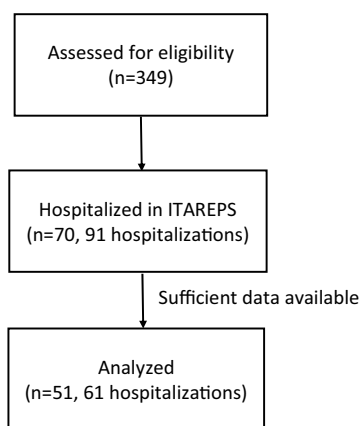 Assessed for eligibility
(n=349)
Hospitalized in ITAREPS
(n=70, 91 hospitalizations)
Sufficient data available
Analyzed
(n=51, 61 hospitalizations)